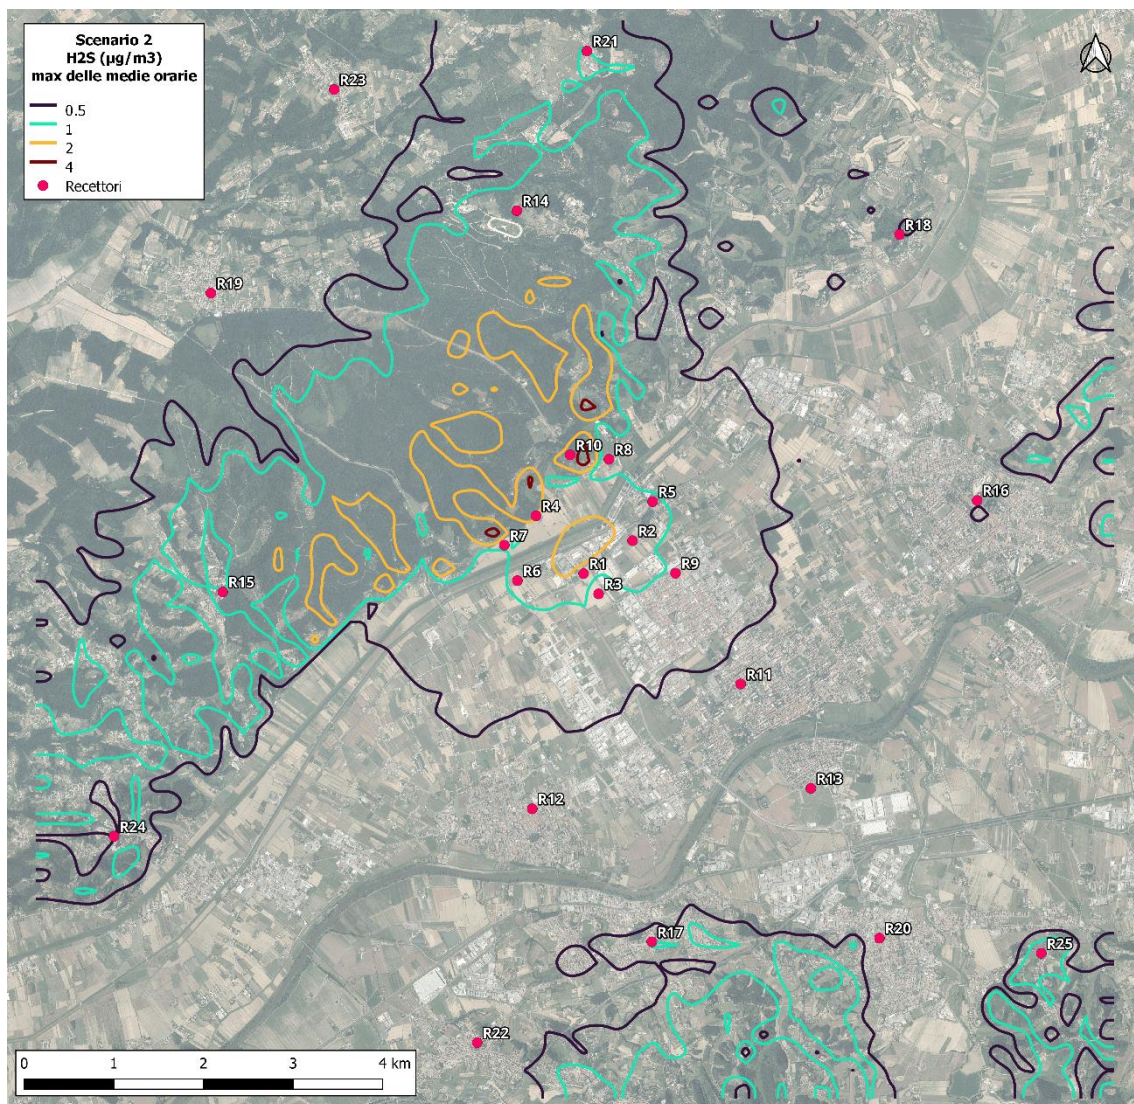 Scenario 2
H2S (µg/m3)
max delle medie orarie
0.5
1
2
4
Recettori
R21
R23
R14
R18
R19
R10
R8
R16
R5
R4
R2
R7
R6
R1
R9
R3
R15
R11
R13
R12
R24
R17
R20
R25
R22
0 1 2 3 4 km